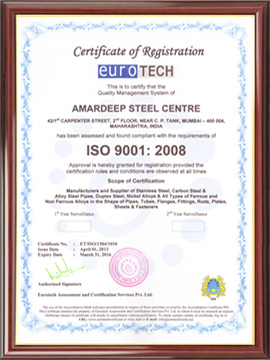 Certificate of Registration
euroTECH
This is to certify that the
Quality Management System of
AMARDEEP STEEL CENTRE
42/1ST CARPENTER STREET, 2ND FLOOR, NEAR C. P. TANK, MUMBAI – 400 004,
MAHARASHTRA, INDIA
has been assessed and found compliant with the requirements of
ISO 9001: 2008
Approval is hereby granted for registration provided the
certification rules and conditions are observed at all times
Scope of Certification
Manufacturers and Supplier of Stainless Steel, Carbon Steel &
Alloy Steel Pipes, Duplex Steel, Nickel Alloys & All Types of Ferrous and
Non Ferrous Alloys in the Shape of Pipes, Tubes, Flanges, Fittings, Rods, Plates,
Sheets & Fasteners
1st Year Surveillance 2nd Year Surveillance
Certificate No. :
Issue Date : April 01, 2013
Expiry Date : March 31, 2016
Authorized Signatory
Eurotech Assessment and Certification Services Pvt. Ltd.